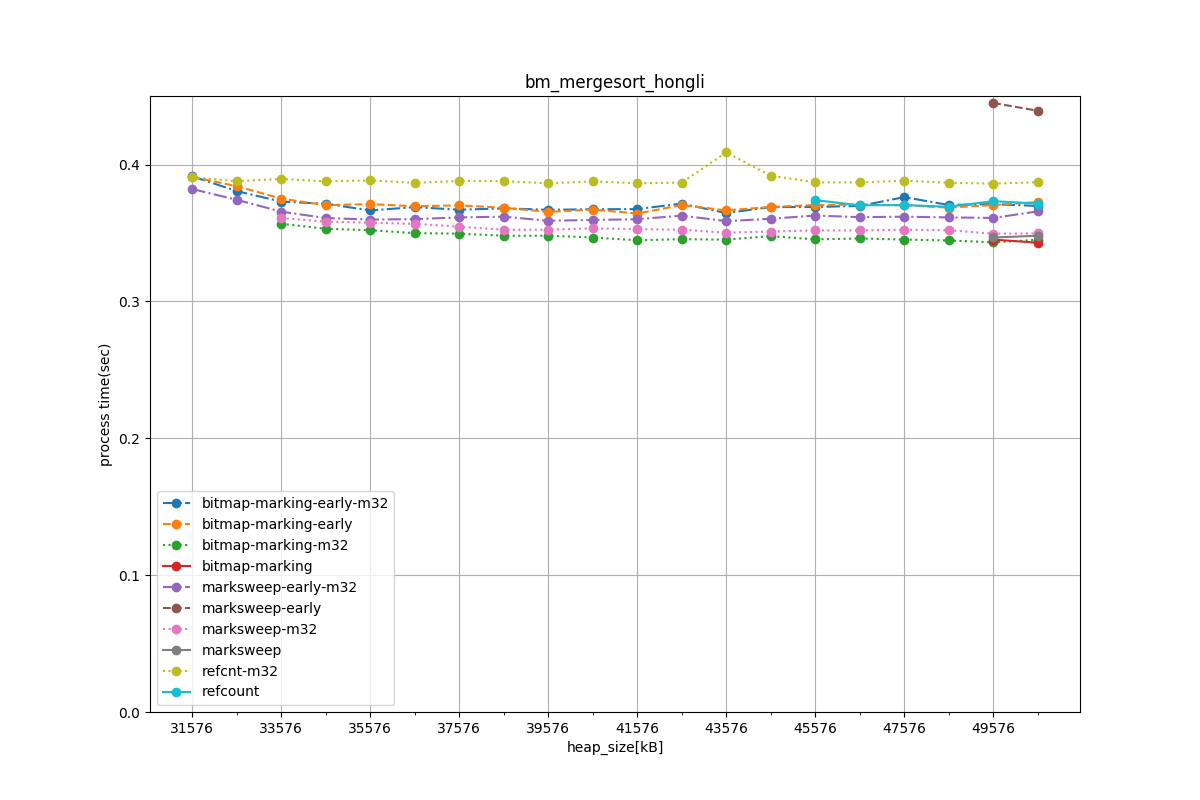 bm_mergesort_hongli
process time(sec)
0.4
0.3
0.2
0.1
0.0
bitmap-marking-early-m32
bitmap-marking-early
bitmap-marking-m32
bitmap-marking
marksweep-early-m32
marksweep-early
marksweep-m32
marksweep
refcnt-m32
refcount
31576 33576 35576 37576 39576 41576 43576 45576 47576 49576
heap_size[kB]